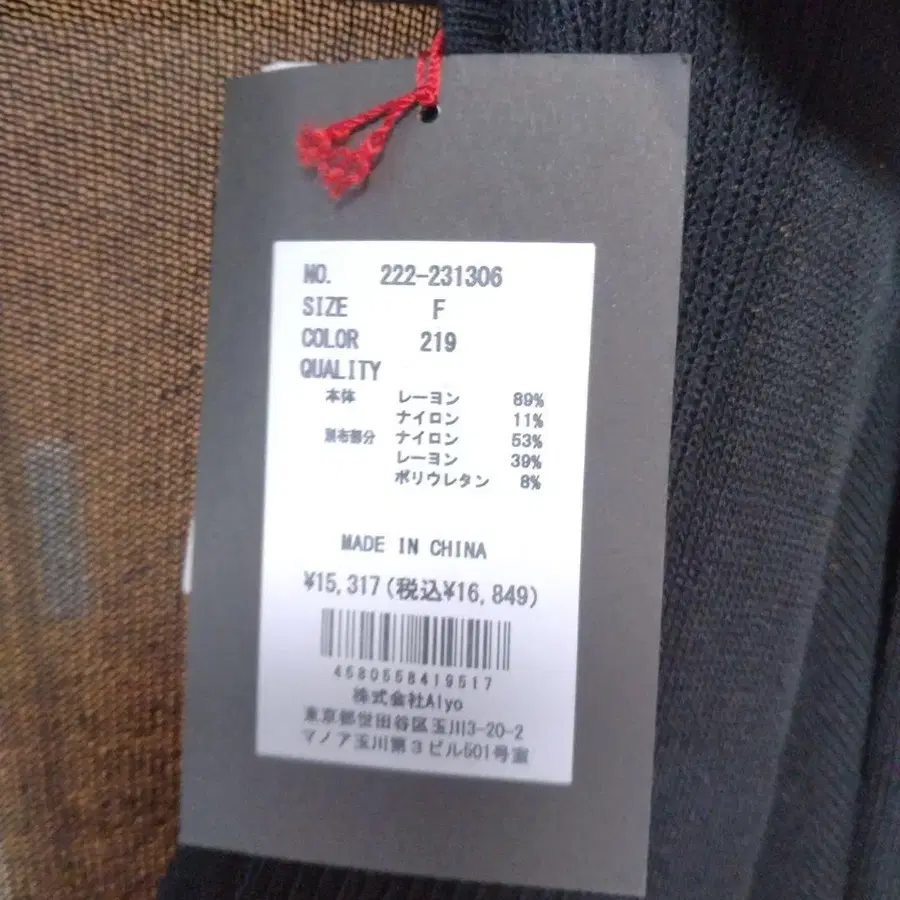 NO. 222-231306
SIZE F
COLOR 219
QUALITY
本体 レーヨン 89%
ナイロン 11%
別布部分 ナイロン 53%
レーヨン 39%
ポリウレタン 8%
MADE IN CHINA
¥15,317(税込¥16,849)
4580558419517
株式会社Alyo
東京都世田谷区玉川3-20-2
マノア玉川第3ビル501号室